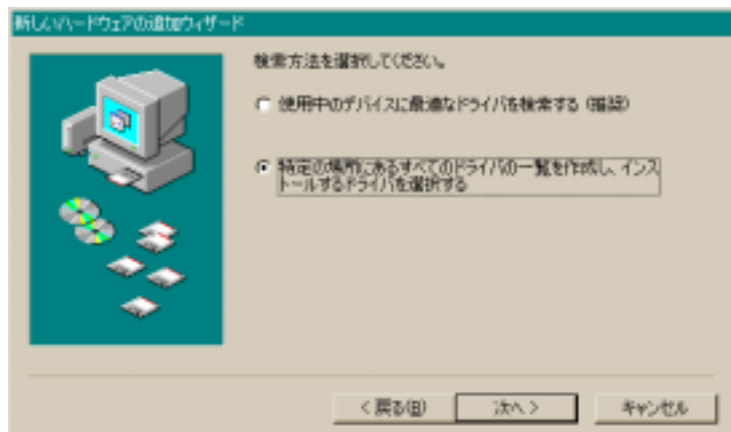 新しいハードウェアの追加ウィザード
検索方法を選択してください。
使用中のデバイスに最適なドライバを検索する (推奨)
特定の場所にあるすべてのドライバの一覧を作成し、インス
トールするドライバを選択する
< 戻る(B)
次へ >
キャンセル